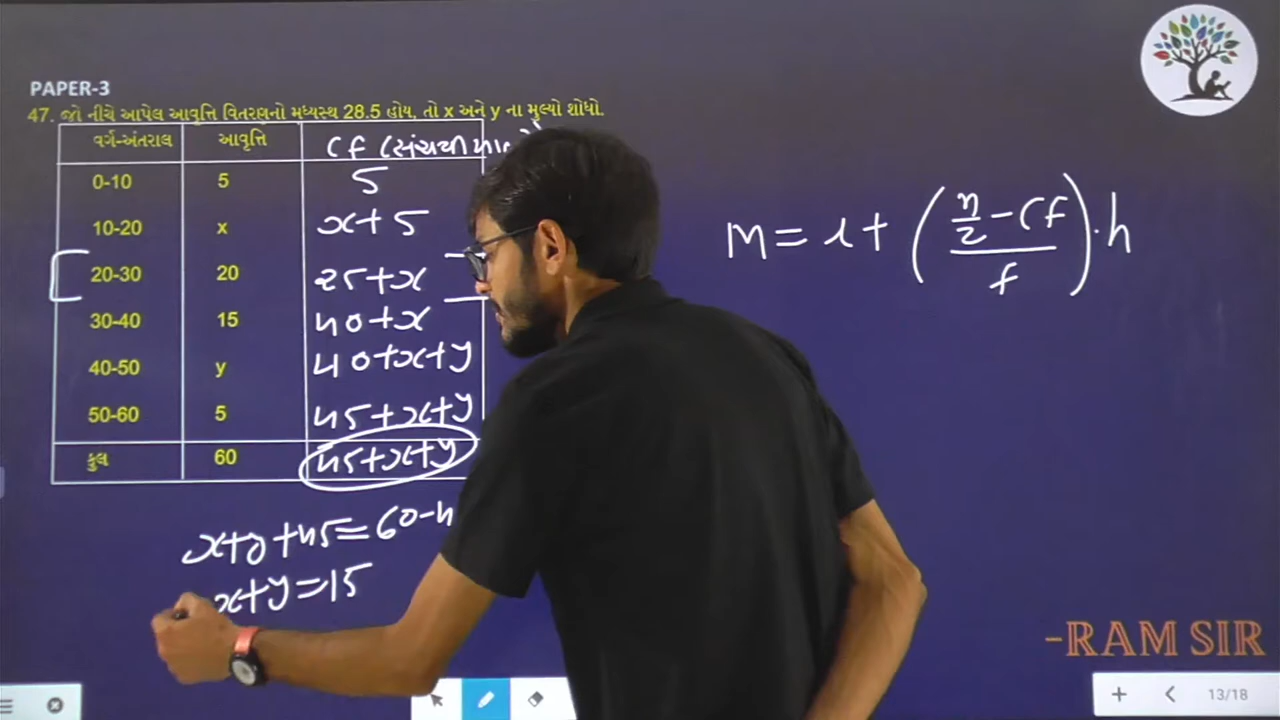 PAPER-3
47. જો નીચે આપેલ આવૃત્તિ વિતરણનો મધ્યસ્થ 28.5 હોય, તો x અને y ના મુલ્યો શોધો.
વર્ગ-અંતરાલ આવૃત્તિ cf (સંચયી
0-10 5 5
10-20 x x+5
20-30 20 25+x
30-40 15 40+x
40-50 y 40+x+y
50-60 5 45+x+y
કુલ 60 45+x+y
x+y+45=60-4
x+y=15
M = l + (n/2 - cf / f) · h
-RAM SIR
13/18